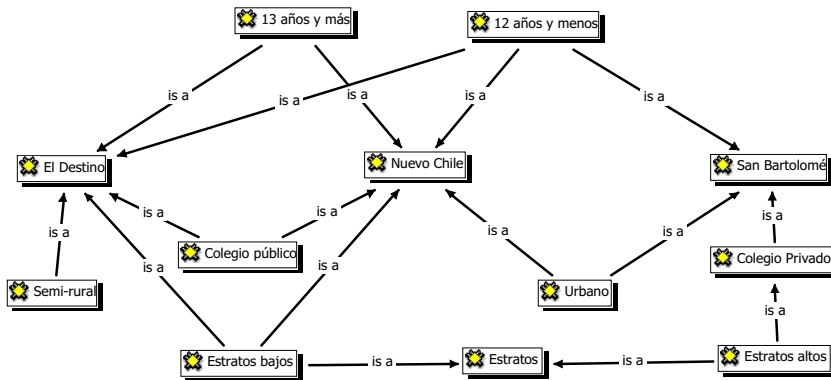 13 años y más
12 años y menos
is a
is a
is a
is a
is a
El Destino
Nuevo Chile
San Bartolomé
is a
is a
is a
is a
is a
is a
Colegio público
Colegio Privado
is a
is a
Semi-rural
Urbano
is a
Estratos bajos
is a
Estratos
is a
Estratos altos